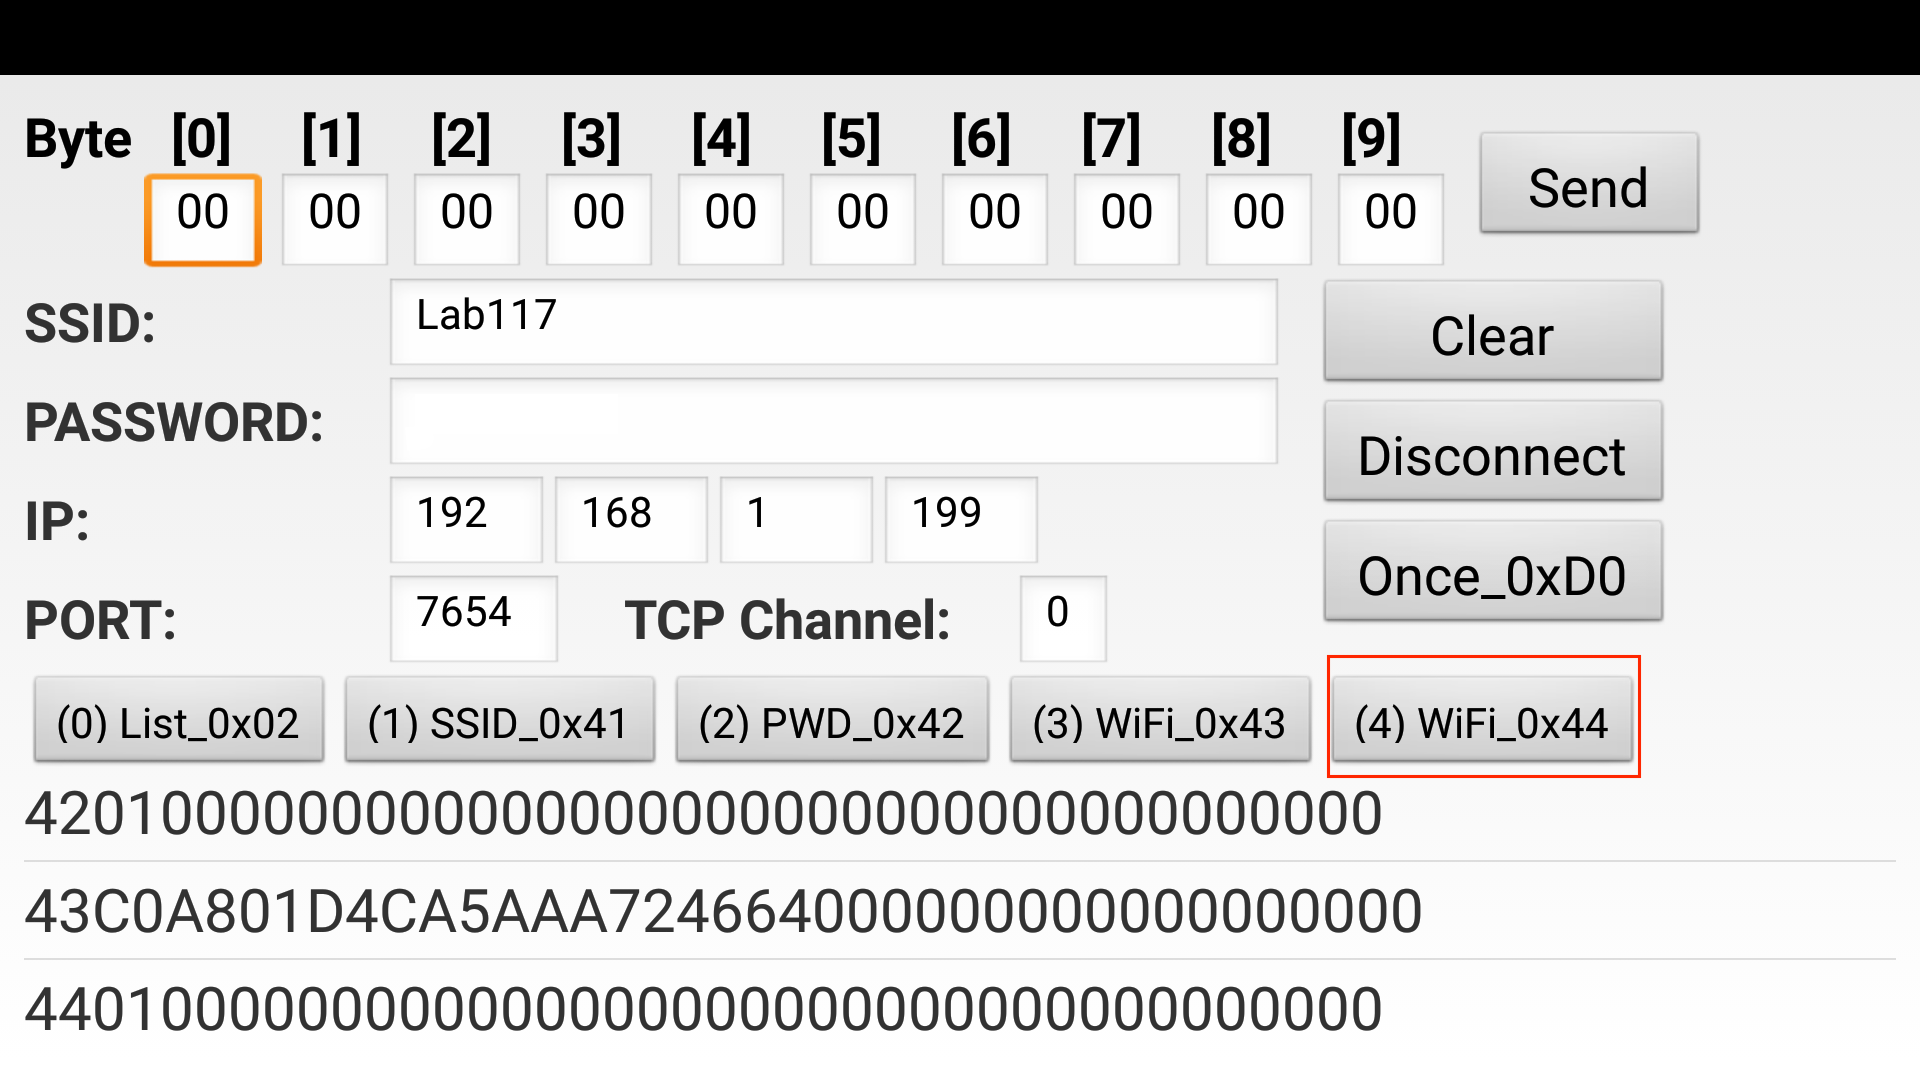 Byte [0] [1] [2] [3] [4] [5] [6] [7] [8] [9]
00 00 00 00 00 00 00 00 00 00 Send
SSID: Lab117 Clear
PASSWORD: Disconnect
IP: 192 168 1 199 Once_0xD0
PORT: 7654 TCP Channel: 0
(0) List_0x02 (1) SSID_0x41 (2) PWD_0x42 (3) WiFi_0x43 (4) WiFi_0x44
4201000000000000000000000000000000000000
43C0A801D4CA5AAA724664000000000000000000
4401000000000000000000000000000000000000